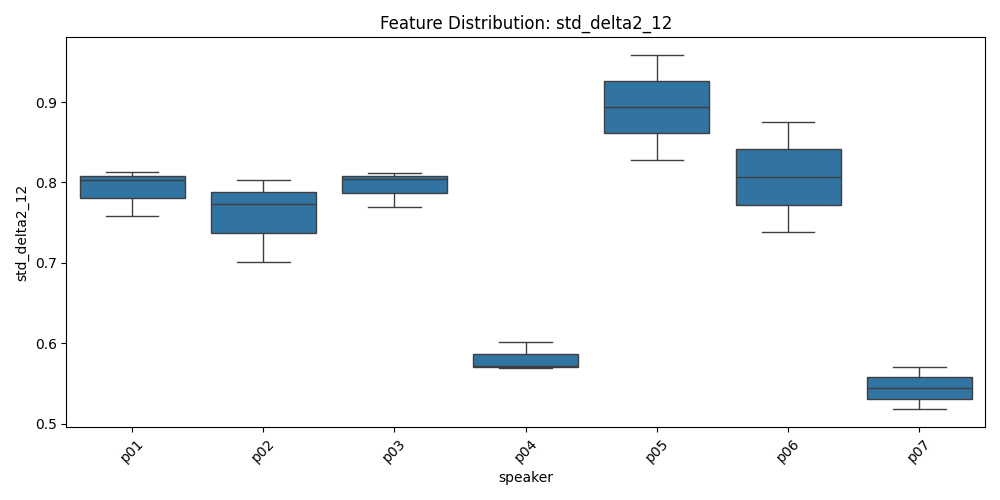 Feature Distribution: std_delta2_12
std_delta2_12
0.9
0.8
0.7
0.6
0.5
p01
p02
p03
p04
p05
p06
p07
speaker